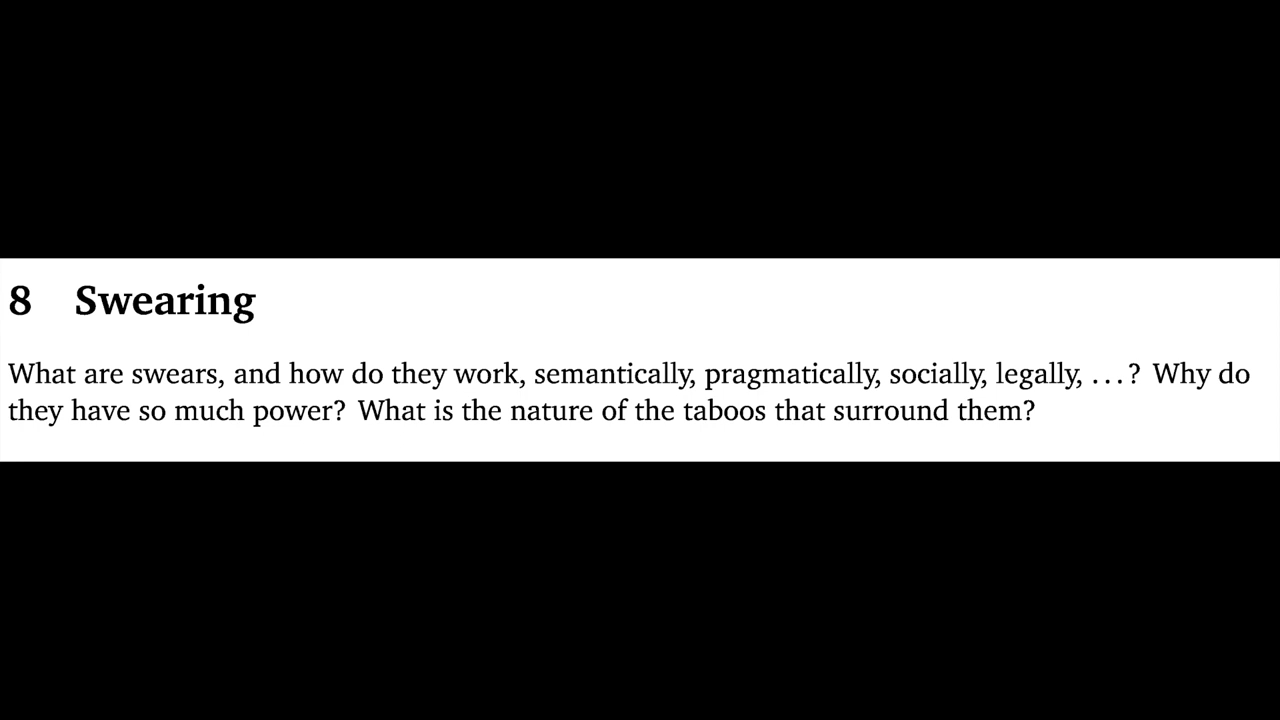 8 Swearing
What are swears, and how do they work, semantically, pragmatically, socially, legally, ...? Why do
they have so much power? What is the nature of the taboos that surround them?